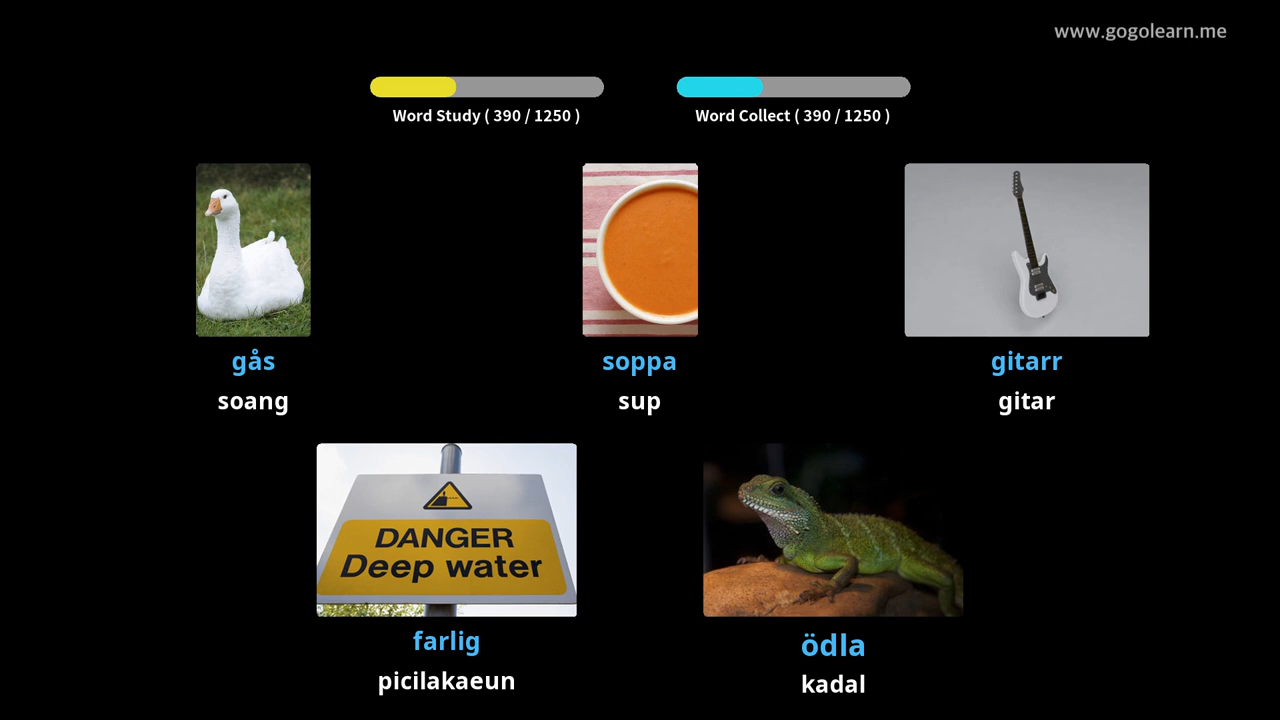 www.gogolearn.me
Word Study ( 390 / 1250 )
Word Collect ( 390 / 1250 )
gås
soang
soppa
sup
gitarr
gitar
DANGER
Deep water
farlig
picilakaeun
ödla
kadal